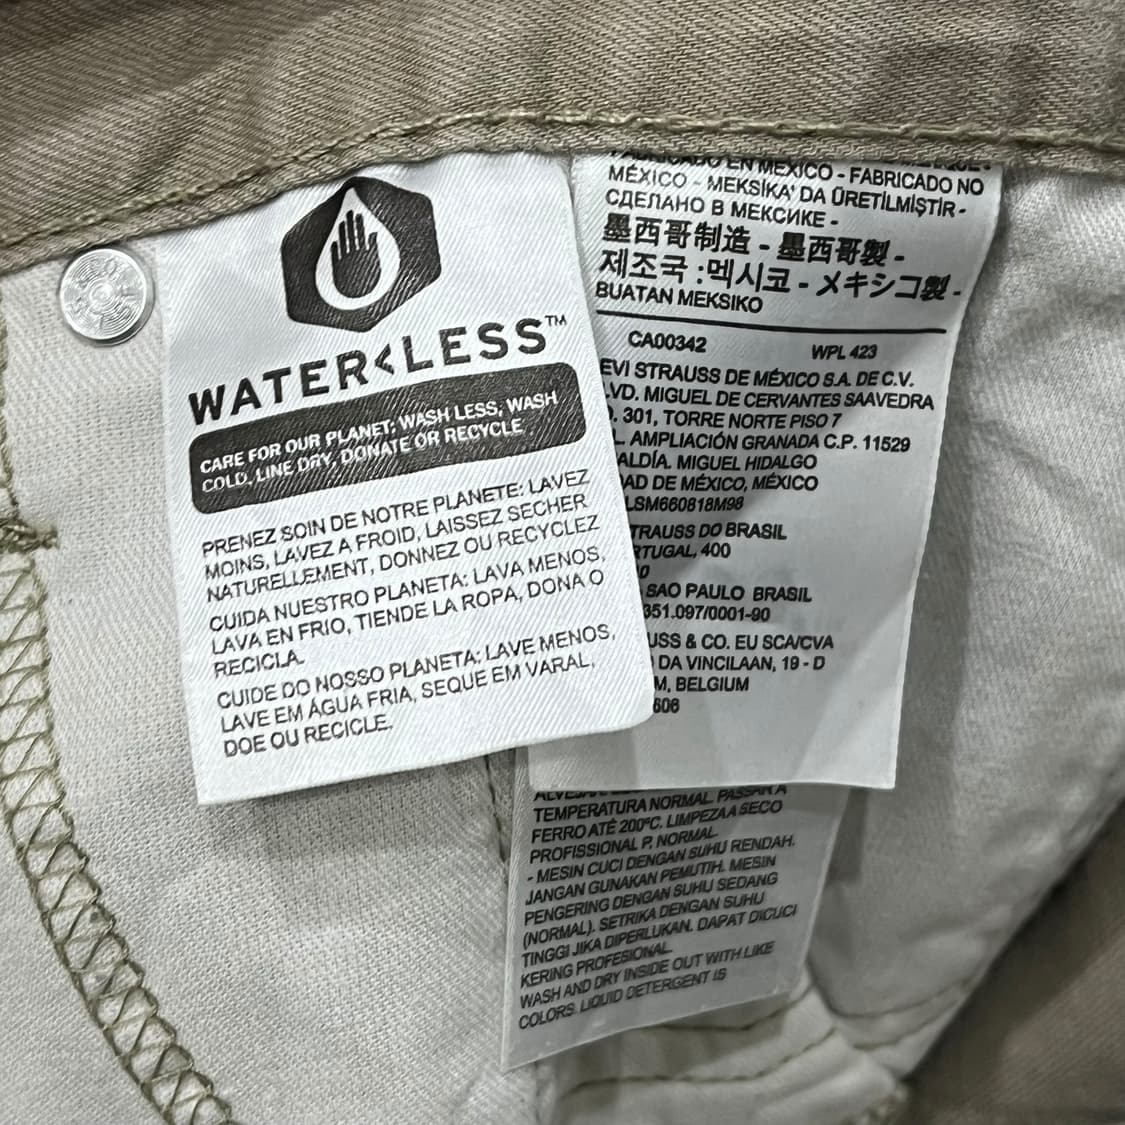 WATER<LESS™
CARE FOR OUR PLANET: WASH LESS, WASH
COLD, LINE DRY, DONATE OR RECYCLE
PRENEZ SOIN DE NOTRE PLANETE: LAVEZ
MOINS, LAVEZ A FROID, LAISSEZ SECHER
NATURELLEMENT, DONNEZ OU RECYCLEZ
CUIDA NUESTRO PLANETA: LAVA MENOS,
LAVA EN FRIO, TIENDE LA ROPA, DONA O
RECICLA.
CUIDE DO NOSSO PLANETA: LAVE MENOS,
LAVE EM ÁGUA FRIA, SEQUE EM VARAL,
DOE OU RECICLE.
EN MEXICO - FABRICADO NO
MÉXICO - MEKSİKA' DA ÜRETİLMİŞTİR -
СДЕЛАНО В МЕКСИКЕ -
墨西哥制造 - 墨西哥製 -
제조국 : 멕시코 - メキシコ製 -
BUATAN MEKSIKO
CA00342 WPL 423
EVI STRAUSS DE MÉXICO S.A. DE C.V.
VD. MIGUEL DE CERVANTES SAAVEDRA
. 301, TORRE NORTE PISO 7
L. AMPLIACIÓN GRANADA C.P. 11529
ALDÍA. MIGUEL HIDALGO
AD DE MÉXICO, MÉXICO
LSM660818M98
TRAUSS DO BRASIL
RTUGAL, 400
0
SAO PAULO BRASIL
351.097/0001-90
USS & CO. EU SCA/CVA
DA VINCILAAN, 19 - D
M, BELGIUM
606
TEMPERATURA NORMAL. PASSAR A
FERRO ATÉ 200ºC. LIMPEZA A SECO
PROFISSIONAL P, NORMAL.
- MESIN CUCI DENGAN SUHU RENDAH.
JANGAN GUNAKAN PEMUTIH. MESIN
PENGERING DENGAN SUHU SEDANG
(NORMAL). SETRIKA DENGAN SUHU
TINGGI JIKA DIPERLUKAN. DAPAT DICUCI
KERING PROFESIONAL.
WASH AND DRY INSIDE OUT WITH LIKE
COLORS. LIQUID DETERGENT IS